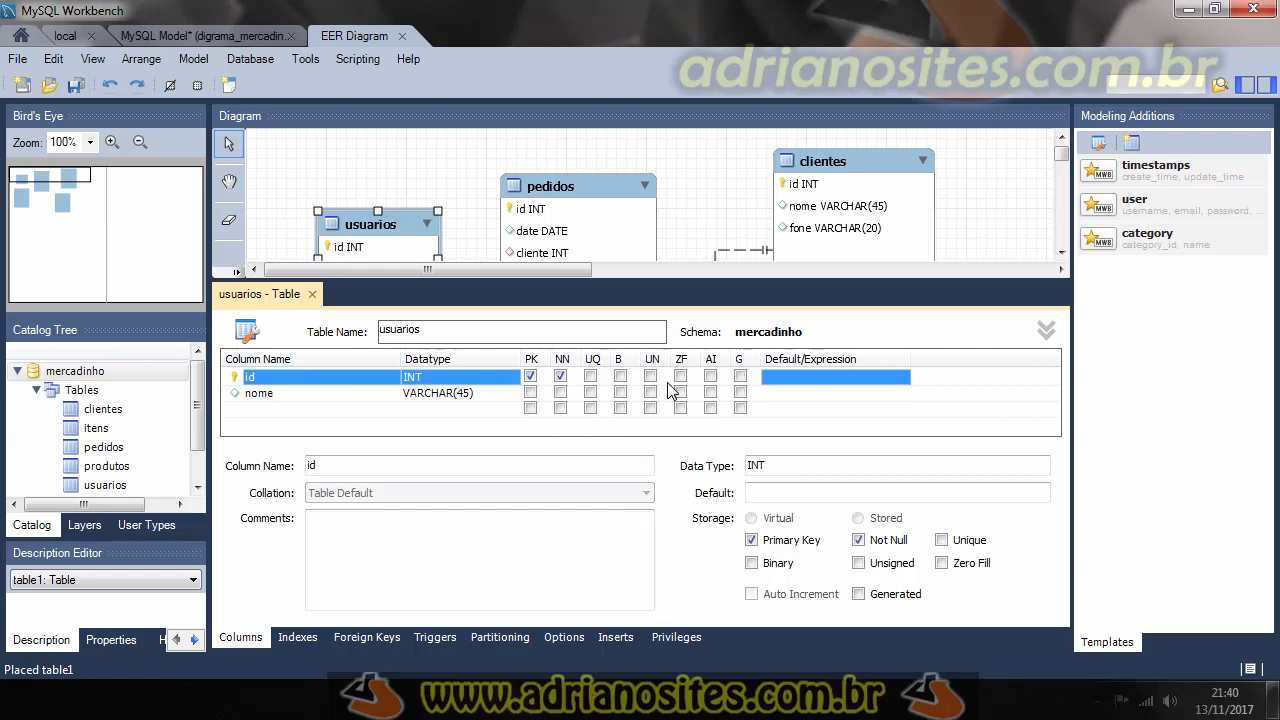 MySQL Workbench
local
MySQL Model* (digrama_mercadin...
EER Diagram
File Edit View Arrange Model Database Tools Scripting Help
adrianosites.com.br
Bird's Eye
Zoom: 100%
Diagram
usuarios
id INT
pedidos
id INT
date DATE
cliente INT
clientes
id INT
nome VARCHAR(45)
fone VARCHAR(20)
Modeling Additions
timestamps
create_time, update_time
user
username, email, password, ...
category
category_id, name
Catalog Tree
mercadinho
Tables
clientes
itens
pedidos
produtos
usuarios
Catalog Layers User Types
Description Editor
table1: Table
Description Properties H
usuarios - Table
Table Name: usuarios Schema: mercadinho
Column Name Datatype PK NN UQ B UN ZF AI G Default/Expression
id INT
nome VARCHAR(45)
Column Name: id Data Type: INT
Collation: Table Default Default:
Comments: Storage: Virtual Stored
Primary Key Not Null Unique
Binary Unsigned Zero Fill
Auto Increment Generated
Columns Indexes Foreign Keys Triggers Partitioning Options Inserts Privileges
Templates
Placed table1
www.adrianosites.com.br
21:40
13/11/2017